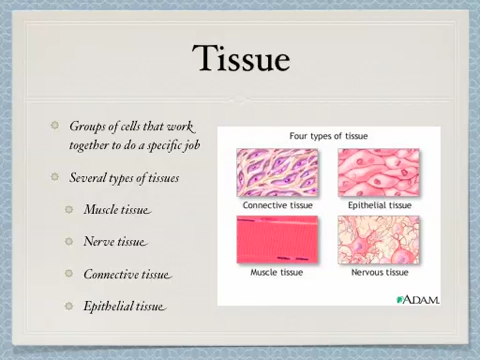 Tissue
Groups of cells that work
together to do a specific job
Several types of tissues
Muscle tissue
Nerve tissue
Connective tissue
Epithelial tissue
Four types of tissue
Connective tissue
Epithelial tissue
Muscle tissue
Nervous tissue
ADAM.